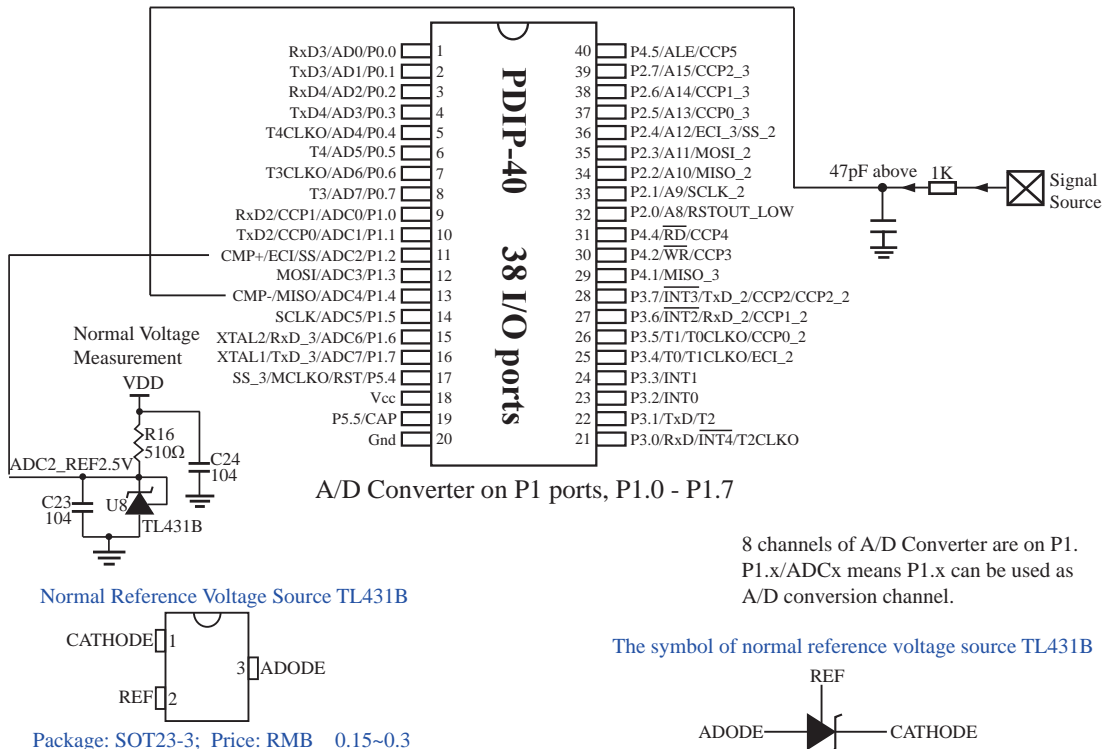 RxD3/AD0/P0.0 1
TxD3/AD1/P0.1 2
RxD4/AD2/P0.2 3
TxD4/AD3/P0.3 4
T4CLKO/AD4/P0.4 5
T4/AD5/P0.5 6
T3CLKO/AD6/P0.6 7
T3/AD7/P0.7 8
RxD2/CCP1/ADC0/P1.0 9
TxD2/CCP0/ADC1/P1.1 10
CMP+/ECI/SS/ADC2/P1.2 11
MOSI/ADC3/P1.3 12
CMP-/MISO/ADC4/P1.4 13
SCLK/ADC5/P1.5 14
XTAL2/RxD_3/ADC6/P1.6 15
XTAL1/TxD_3/ADC7/P1.7 16
SS_3/MCLKO/RST/P5.4 17
Vcc 18
P5.5/CAP 19
Gnd 20
PDIP-40 38 I/O ports
40 P4.5/ALE/CCP5
39 P2.7/A15/CCP2_3
38 P2.6/A14/CCP1_3
37 P2.5/A13/CCP0_3
36 P2.4/A12/ECI_3/SS_2
35 P2.3/A11/MOSI_2
34 P2.2/A10/MISO_2
33 P2.1/A9/SCLK_2
32 P2.0/A8/RSTOUT_LOW
31 P4.4/RD/CCP4
30 P4.2/WR/CCP3
29 P4.1/MISO_3
28 P3.7/INT3/TxD_2/CCP2/CCP2_2
27 P3.6/INT2/RxD_2/CCP1_2
26 P3.5/T1/T0CLKO/CCP0_2
25 P3.4/T0/T1CLKO/ECI_2
24 P3.3/INT1
23 P3.2/INT0
22 P3.1/TxD/T2
21 P3.0/RxD/INT4/T2CLKO
47pF above 1K
Signal
Source
Normal Voltage
Measurement
VDD
R16
510Ω
ADC2_REF2.5V
C24
104
C23
104
U8
TL431B
A/D Converter on P1 ports, P1.0 - P1.7
8 channels of A/D Converter are on P1.
P1.x/ADCx means P1.x can be used as
A/D conversion channel.
Normal Reference Voltage Source TL431B
CATHODE 1
3 ADODE
REF 2
Package: SOT23-3; Price: RMB 0.15~0.3
The symbol of normal reference voltage source TL431B
REF
ADODE CATHODE